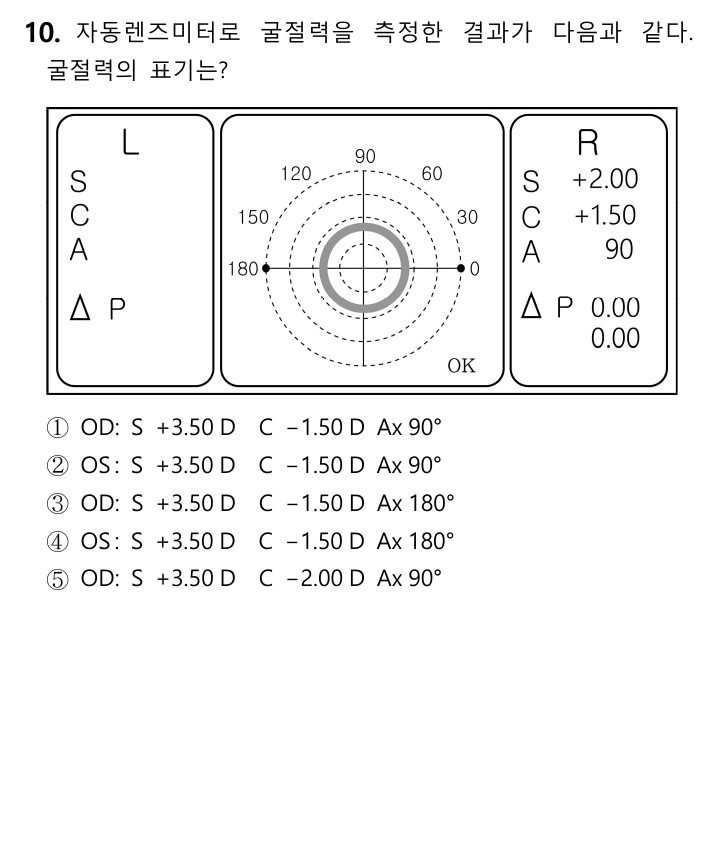 10. 자동렌즈미터로 굴절력을 측정한 결과가 다음과 같다.
굴절력의 표기는?
L
S
C
A
Δ P
90
120
60
150
30
180
0
OK
R
S +2.00
C +1.50
A 90
Δ P 0.00
0.00
① OD: S +3.50 D C −1.50 D Ax 90°
② OS: S +3.50 D C −1.50 D Ax 90°
③ OD: S +3.50 D C −1.50 D Ax 180°
④ OS: S +3.50 D C −1.50 D Ax 180°
⑤ OD: S +3.50 D C −2.00 D Ax 90°